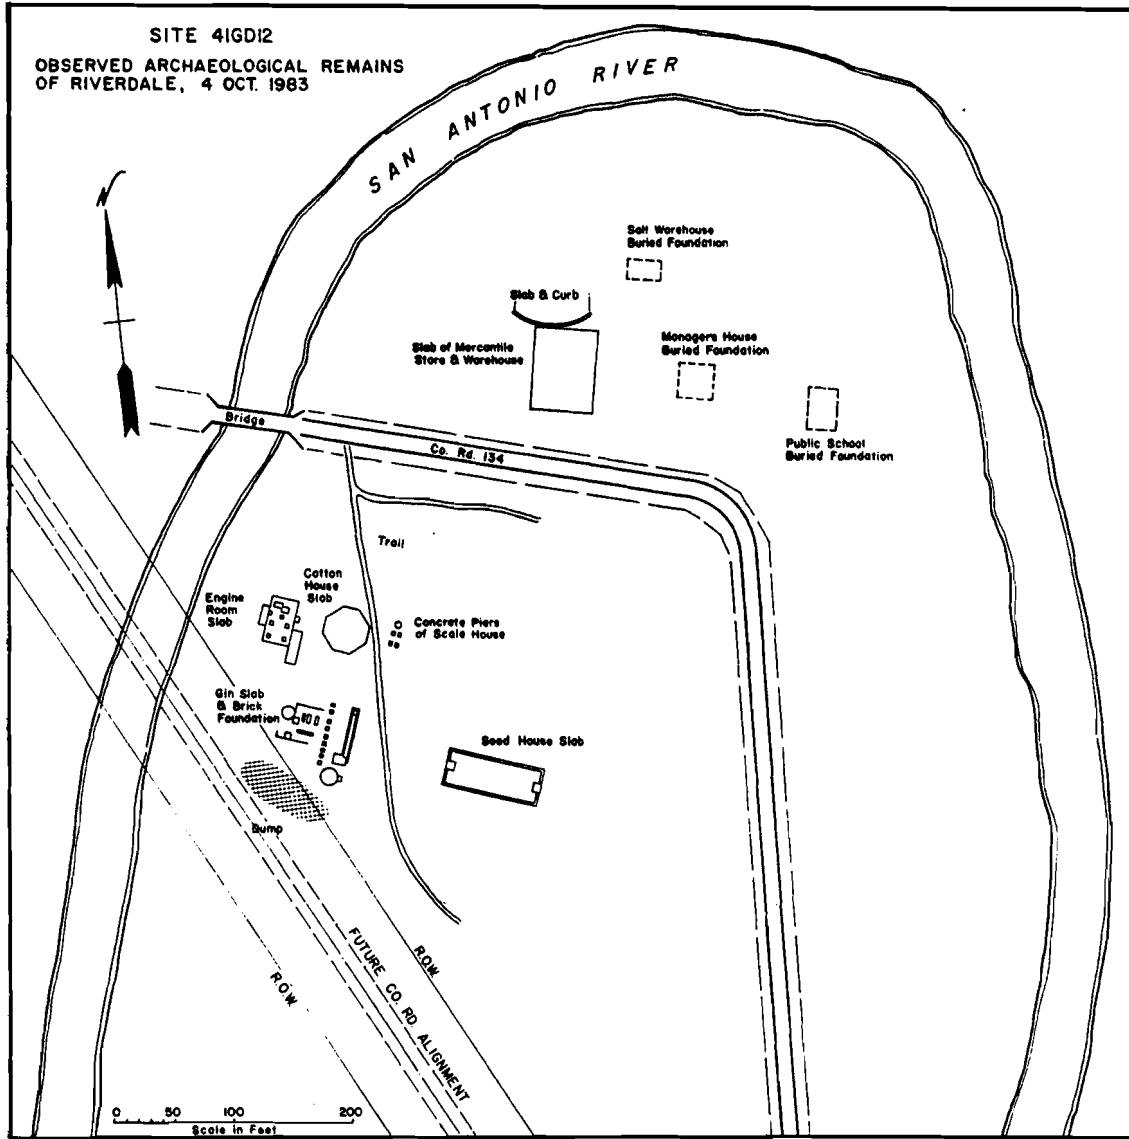 SITE 41GD12
OBSERVED ARCHAEOLOGICAL REMAINS
OF RIVERDALE, 4 OCT. 1983
SAN ANTONIO RIVER
N
Salt Warehouse
Buried Foundation
Slab & Curb
Slab of Mercantile
Store & Warehouse
Managers House
Buried Foundation
Public School
Buried Foundation
Bridge
Co. Rd. 134
Trail
Cotton
House
Slab
Engine
Room
Slab
Concrete Piers
of Scale House
Gin Slab
& Brick
Foundation
Seed House Slab
Dump
R.O.W.
FUTURE CO. RD. ALIGNMENT
R.O.W.
0 50 100 200
Scale in Feet